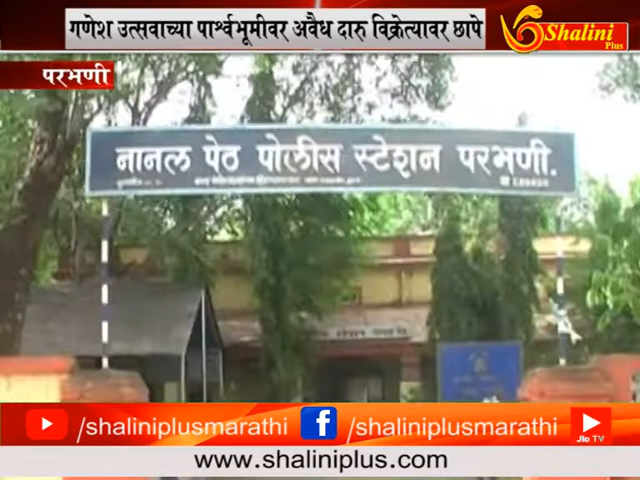 गणेश उत्सवाच्या पार्श्वभूमीवर अवैध दारु विक्रेत्यावर छापे
Shalini
Plus
परभणी
नानल पेठ पोलीस स्टेशन परभणी.
/shaliniplusmarathi
/shaliniplusmarathi
Jio TV
www.shaliniplus.com